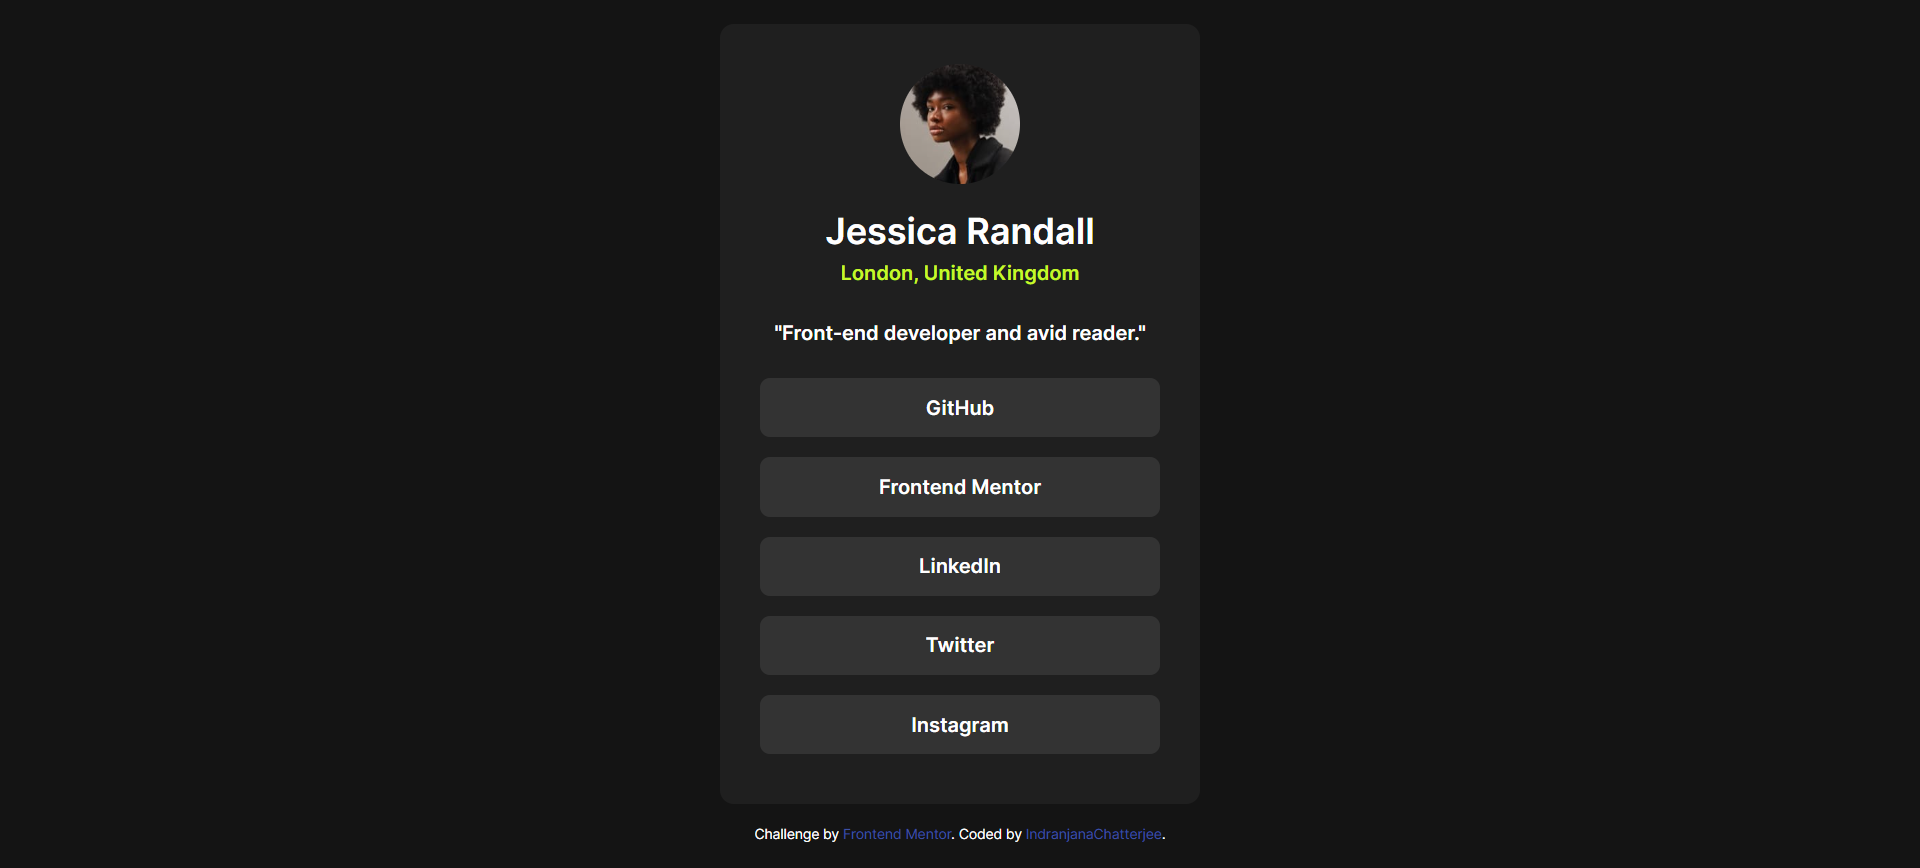 Jessica Randall
London, United Kingdom
"Front-end developer and avid reader."
GitHub
Frontend Mentor
LinkedIn
Twitter
Instagram
Challenge by Frontend Mentor. Coded by IndranjanaChatterjee.